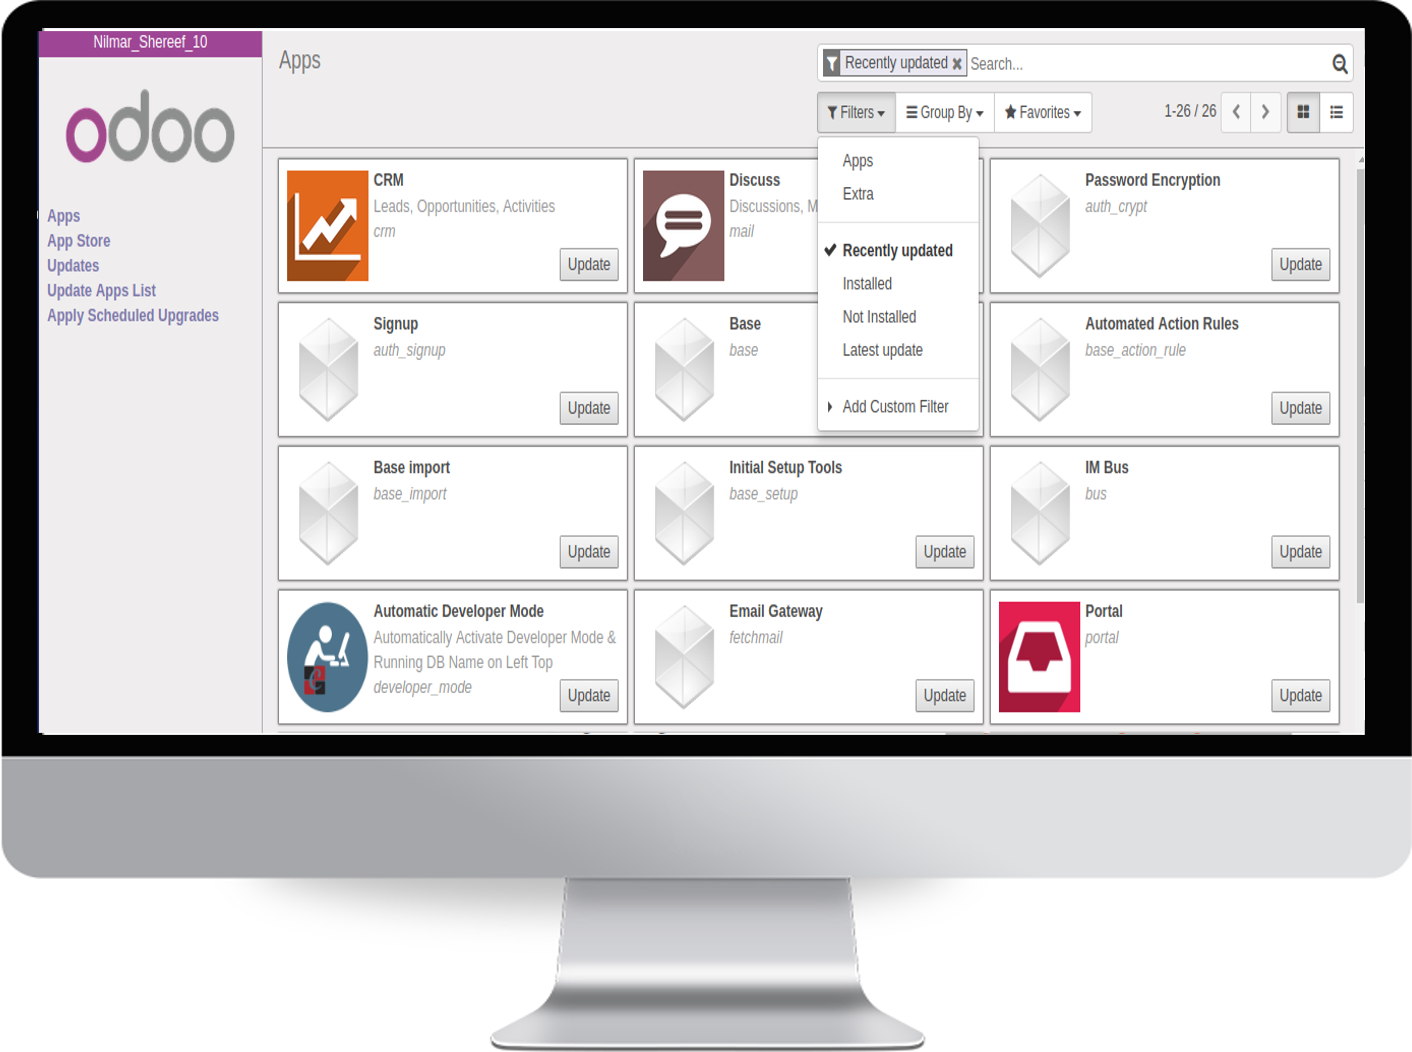 Nilmar_Shereef_10
odoo
Apps
App Store
Updates
Update Apps List
Apply Scheduled Upgrades
Apps
Recently updated
Search...
Filters
Group By
Favorites
1-26 / 26
Apps
Extra
Recently updated
Installed
Not Installed
Latest update
Add Custom Filter
CRM
Leads, Opportunities, Activities
crm
Update
Discuss
Discussions, M
mail
Password Encryption
auth_crypt
Update
Signup
auth_signup
Update
Base
base
Automated Action Rules
base_action_rule
Update
Base import
base_import
Update
Initial Setup Tools
base_setup
Update
IM Bus
bus
Update
Automatic Developer Mode
Automatically Activate Developer Mode &
Running DB Name on Left Top
developer_mode
Update
Email Gateway
fetchmail
Update
Portal
portal
Update